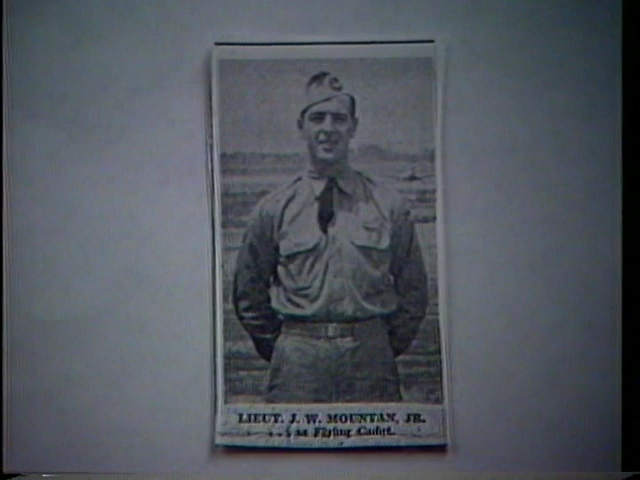 LIEUT. J. W. MOUNTAN, JR.
. . . as Flying Cadet.